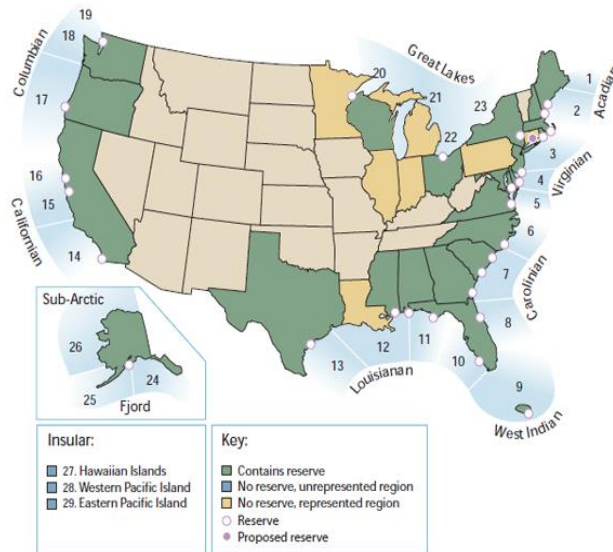 19
18
Columbian
17
16
15
Californian
14
20
Great Lakes
21
22
23
1
Acadian
2
3
Virginian
4
5
6
Carolinian
7
8
9
West Indian
10
11
12
Louisianan
13
Sub-Arctic
26
25
24
Fjord
Insular:
27. Hawaiian Islands
28. Western Pacific Island
29. Eastern Pacific Island
Key:
Contains reserve
No reserve, unrepresented region
No reserve, represented region
Reserve
Proposed reserve